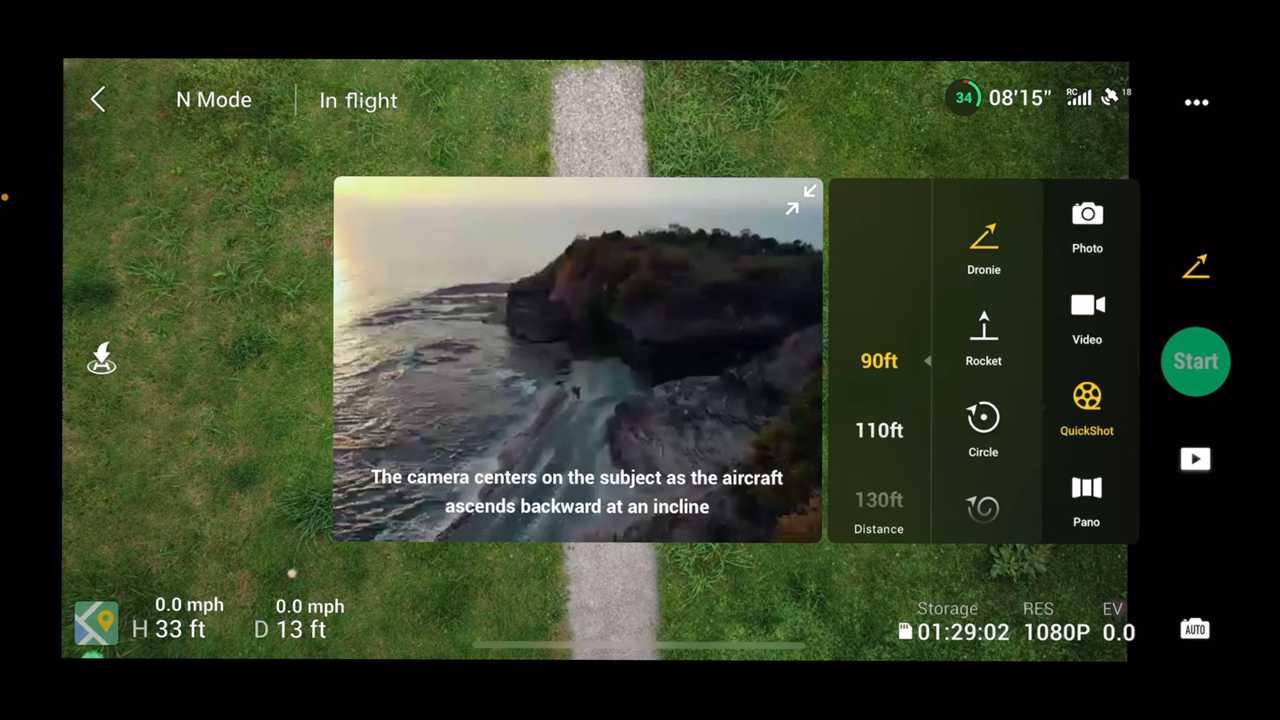 N Mode
In flight
34
08'15"
RC
18
•••
Dronie
Rocket
Circle
Photo
Video
QuickShot
Pano
90ft
110ft
130ft
Distance
Start
The camera centers on the subject as the aircraft
ascends backward at an incline
0.0 mph 0.0 mph
H 33 ft D 13 ft
Storage RES EV
01:29:02 1080P 0.0
AUTO